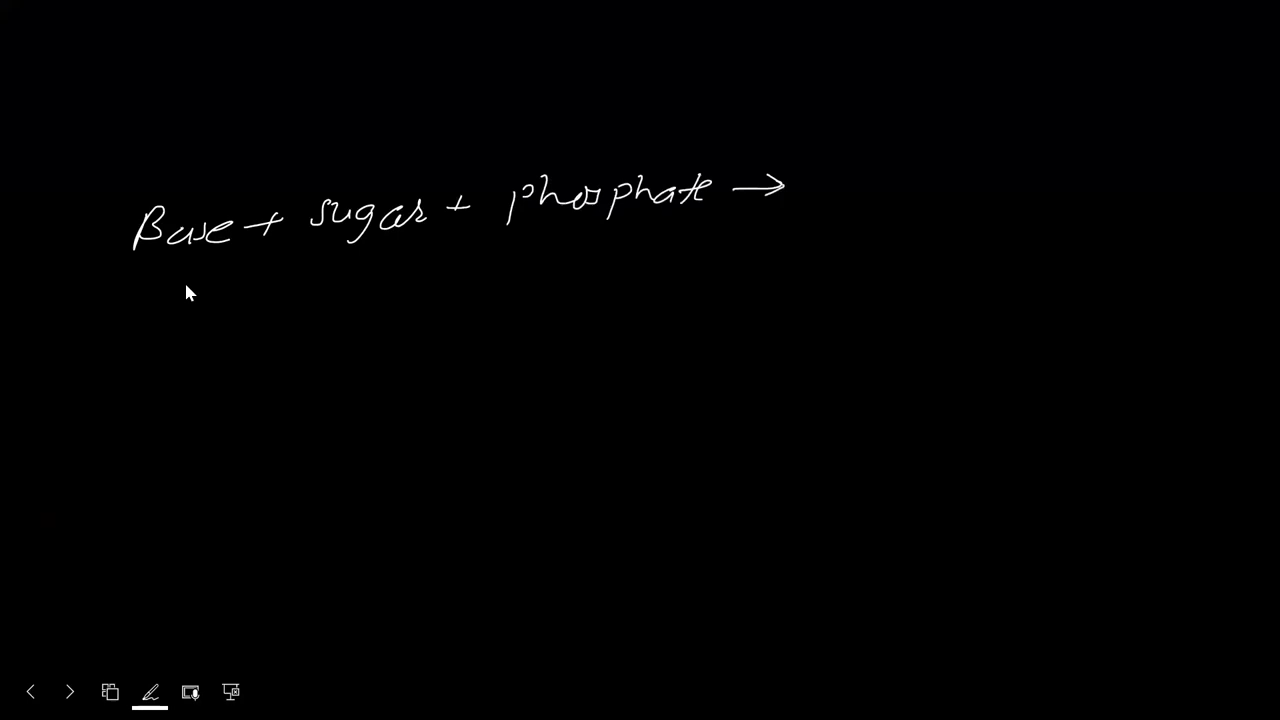 Base + sugar + phosphate →